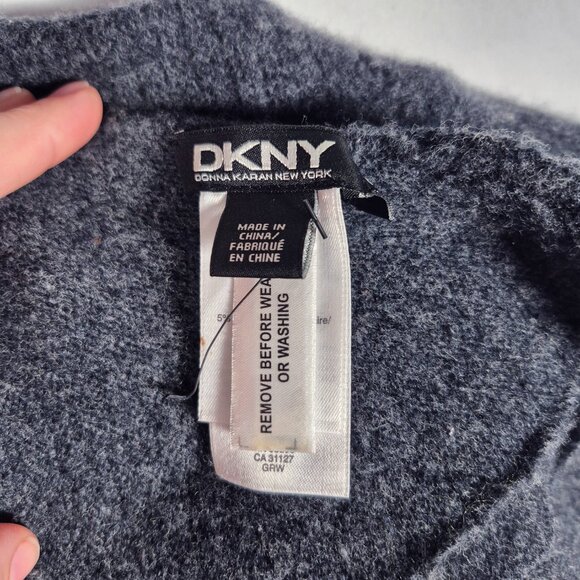 DKNY
DONNA KARAN NEW YORK
MADE IN
CHINA/
FABRIQUÉ
EN CHINE
5%
REMOVE BEFORE WEA
OR WASHING
CA 31127
GRW